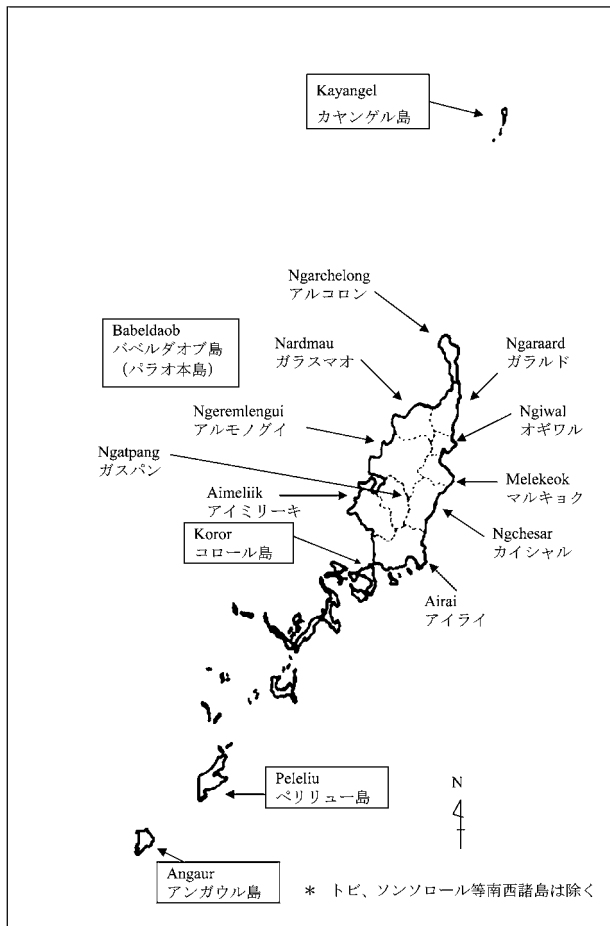 Kayangel
カヤンゲル島
Ngarchelong
アルコロン
Babeldaob
バベルダオブ島
（パラオ本島）
Nardmau
ガラスマオ
Ngaraard
ガラルド
Ngeremlengui
アルモノグイ
Ngiwal
オギワル
Ngatpang
ガスパン
Aimeliik
アイミリーキ
Melekeok
マルキョク
Koror
コロール島
Ngchesar
カイシャル
Airai
アイライ
Peleliu
ペリリュー島
N
Angaur
アンガウル島
＊ トビ、ソンソロール等南西諸島は除く